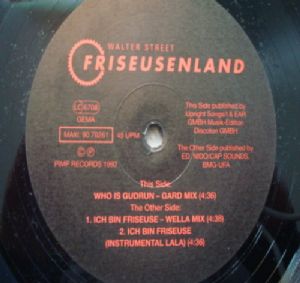 WALTER STREET
FRISEUSENLAND
LC 6708
GEMA
MAXI: 90 70261
45 UPM
PIMF RECORDS 1992
This Side published by
Upright Songs/1 & EAR
GMBH Musik-Edition
Discoton GMBH
The Other Side published by
ED. NIDO/CAP SOUNDS,
BMG-UFA
This Side:
WHO IS GUDRUN – GARD MIX (4:36)
The Other Side:
1. ICH BIN FRISEUSE – WELLA MIX (4:38)
2. ICH BIN FRISEUSE
(INSTRUMENTAL LALA) (4:36)